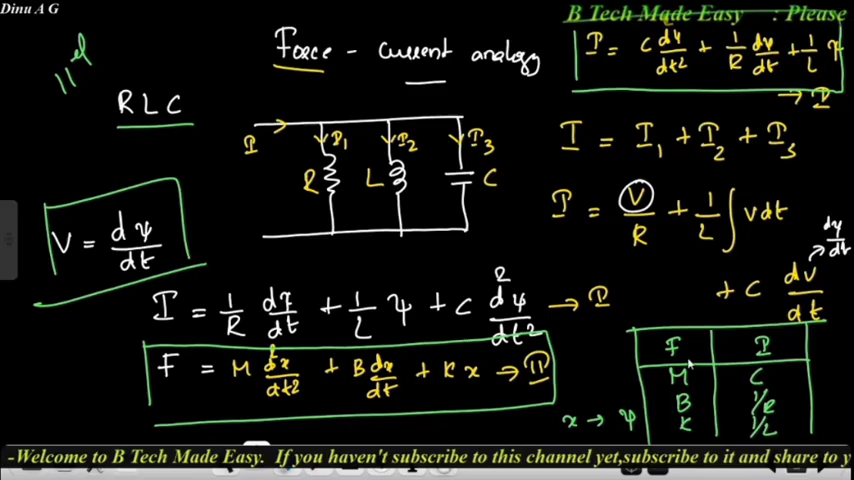 Dinu A G
B Tech Made Easy : Please
Force - current analogy
I = C d²ψ/dt² + 1/R dψ/dt + 1/L ψ
→ I
11el
RLC
I I₁ I₂ I₃
R L C
I = I₁ + I₂ + I₃
V = dψ/dt
I = V/R + 1/L ∫ v dt
+ C dv/dt
dψ/dt
I = 1/R dψ/dt + 1/L ψ + C d²ψ/dt² → I
F = M d²x/dt² + B dx/dt + K x → II
F I
M C
B 1/R
K 1/L
x → ψ
-Welcome to B Tech Made Easy. If you haven't subscribe to this channel yet,subscribe to it and share to y